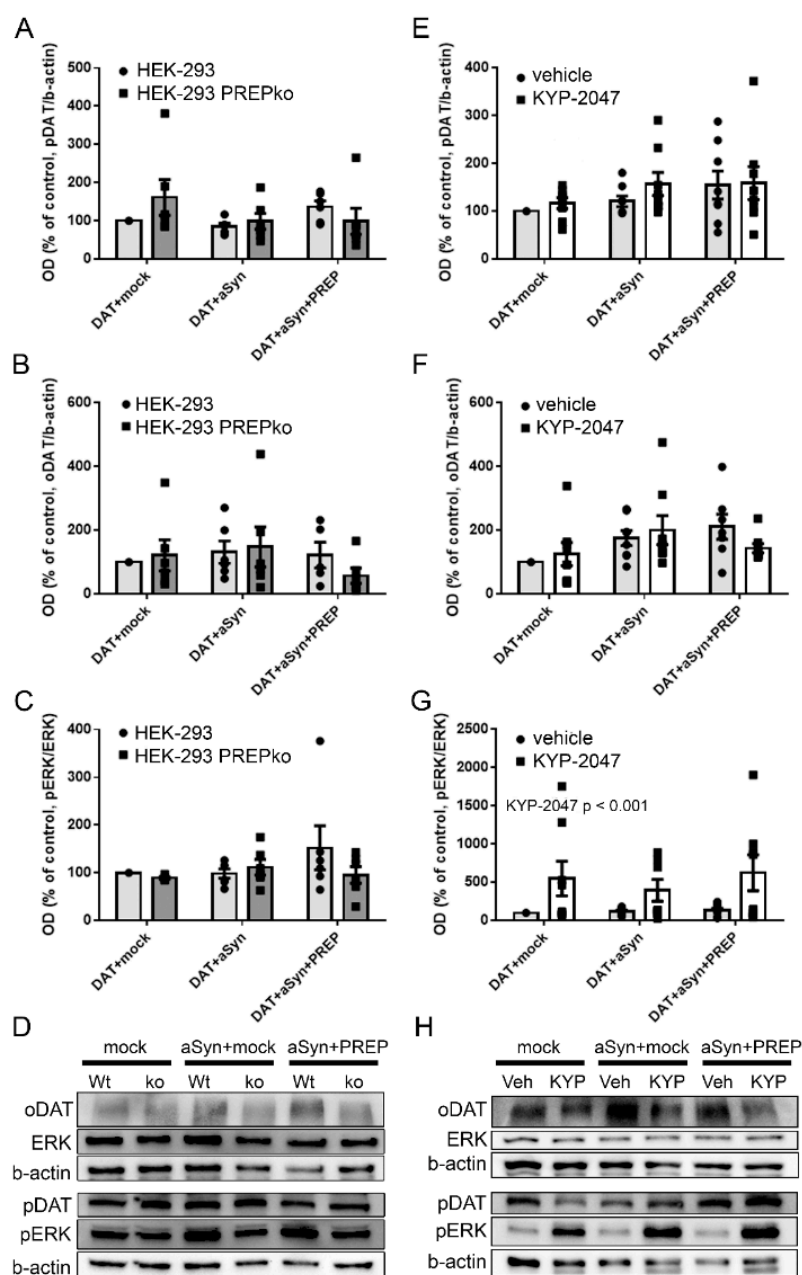 A
OD (% of control, pDAT/b-actin)
500
400
300
200
100
0
HEK-293
HEK-293 PREPko
DAT+mock
DAT+aSyn
DAT+aSyn+PREP
B
OD (% of control, oDAT/b-actin)
600
400
200
0
HEK-293
HEK-293 PREPko
DAT+mock
DAT+aSyn
DAT+aSyn+PREP
C
OD (% of control, pERK/ERK)
400
300
200
100
0
HEK-293
HEK-293 PREPko
DAT+mock
DAT+aSyn
DAT+aSyn+PREP
D
mock aSyn+mock aSyn+PREP
Wt ko Wt ko Wt ko
oDAT
ERK
b-actin
pDAT
pERK
b-actin
E
OD (% of control, pDAT/b-actin)
400
300
200
100
0
vehicle
KYP-2047
DAT+mock
DAT+aSyn
DAT+aSyn+PREP
F
OD (% of control, oDAT/b-actin)
600
400
200
0
vehicle
KYP-2047
DAT+mock
DAT+aSyn
DAT+aSyn+PREP
G
OD (% of control, pERK/ERK)
2500
2000
1500
1000
500
0
vehicle
KYP-2047
KYP-2047 p < 0.001
DAT+mock
DAT+aSyn
DAT+aSyn+PREP
H
mock aSyn+mock aSyn+PREP
Veh KYP Veh KYP Veh KYP
oDAT
ERK
b-actin
pDAT
pERK
b-actin